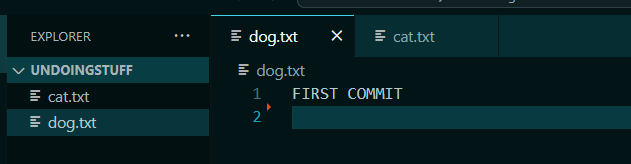 EXPLORER ...
UNDOINGSTUFF
cat.txt
dog.txt
dog.txt cat.txt
dog.txt
1 FIRST COMMIT
2